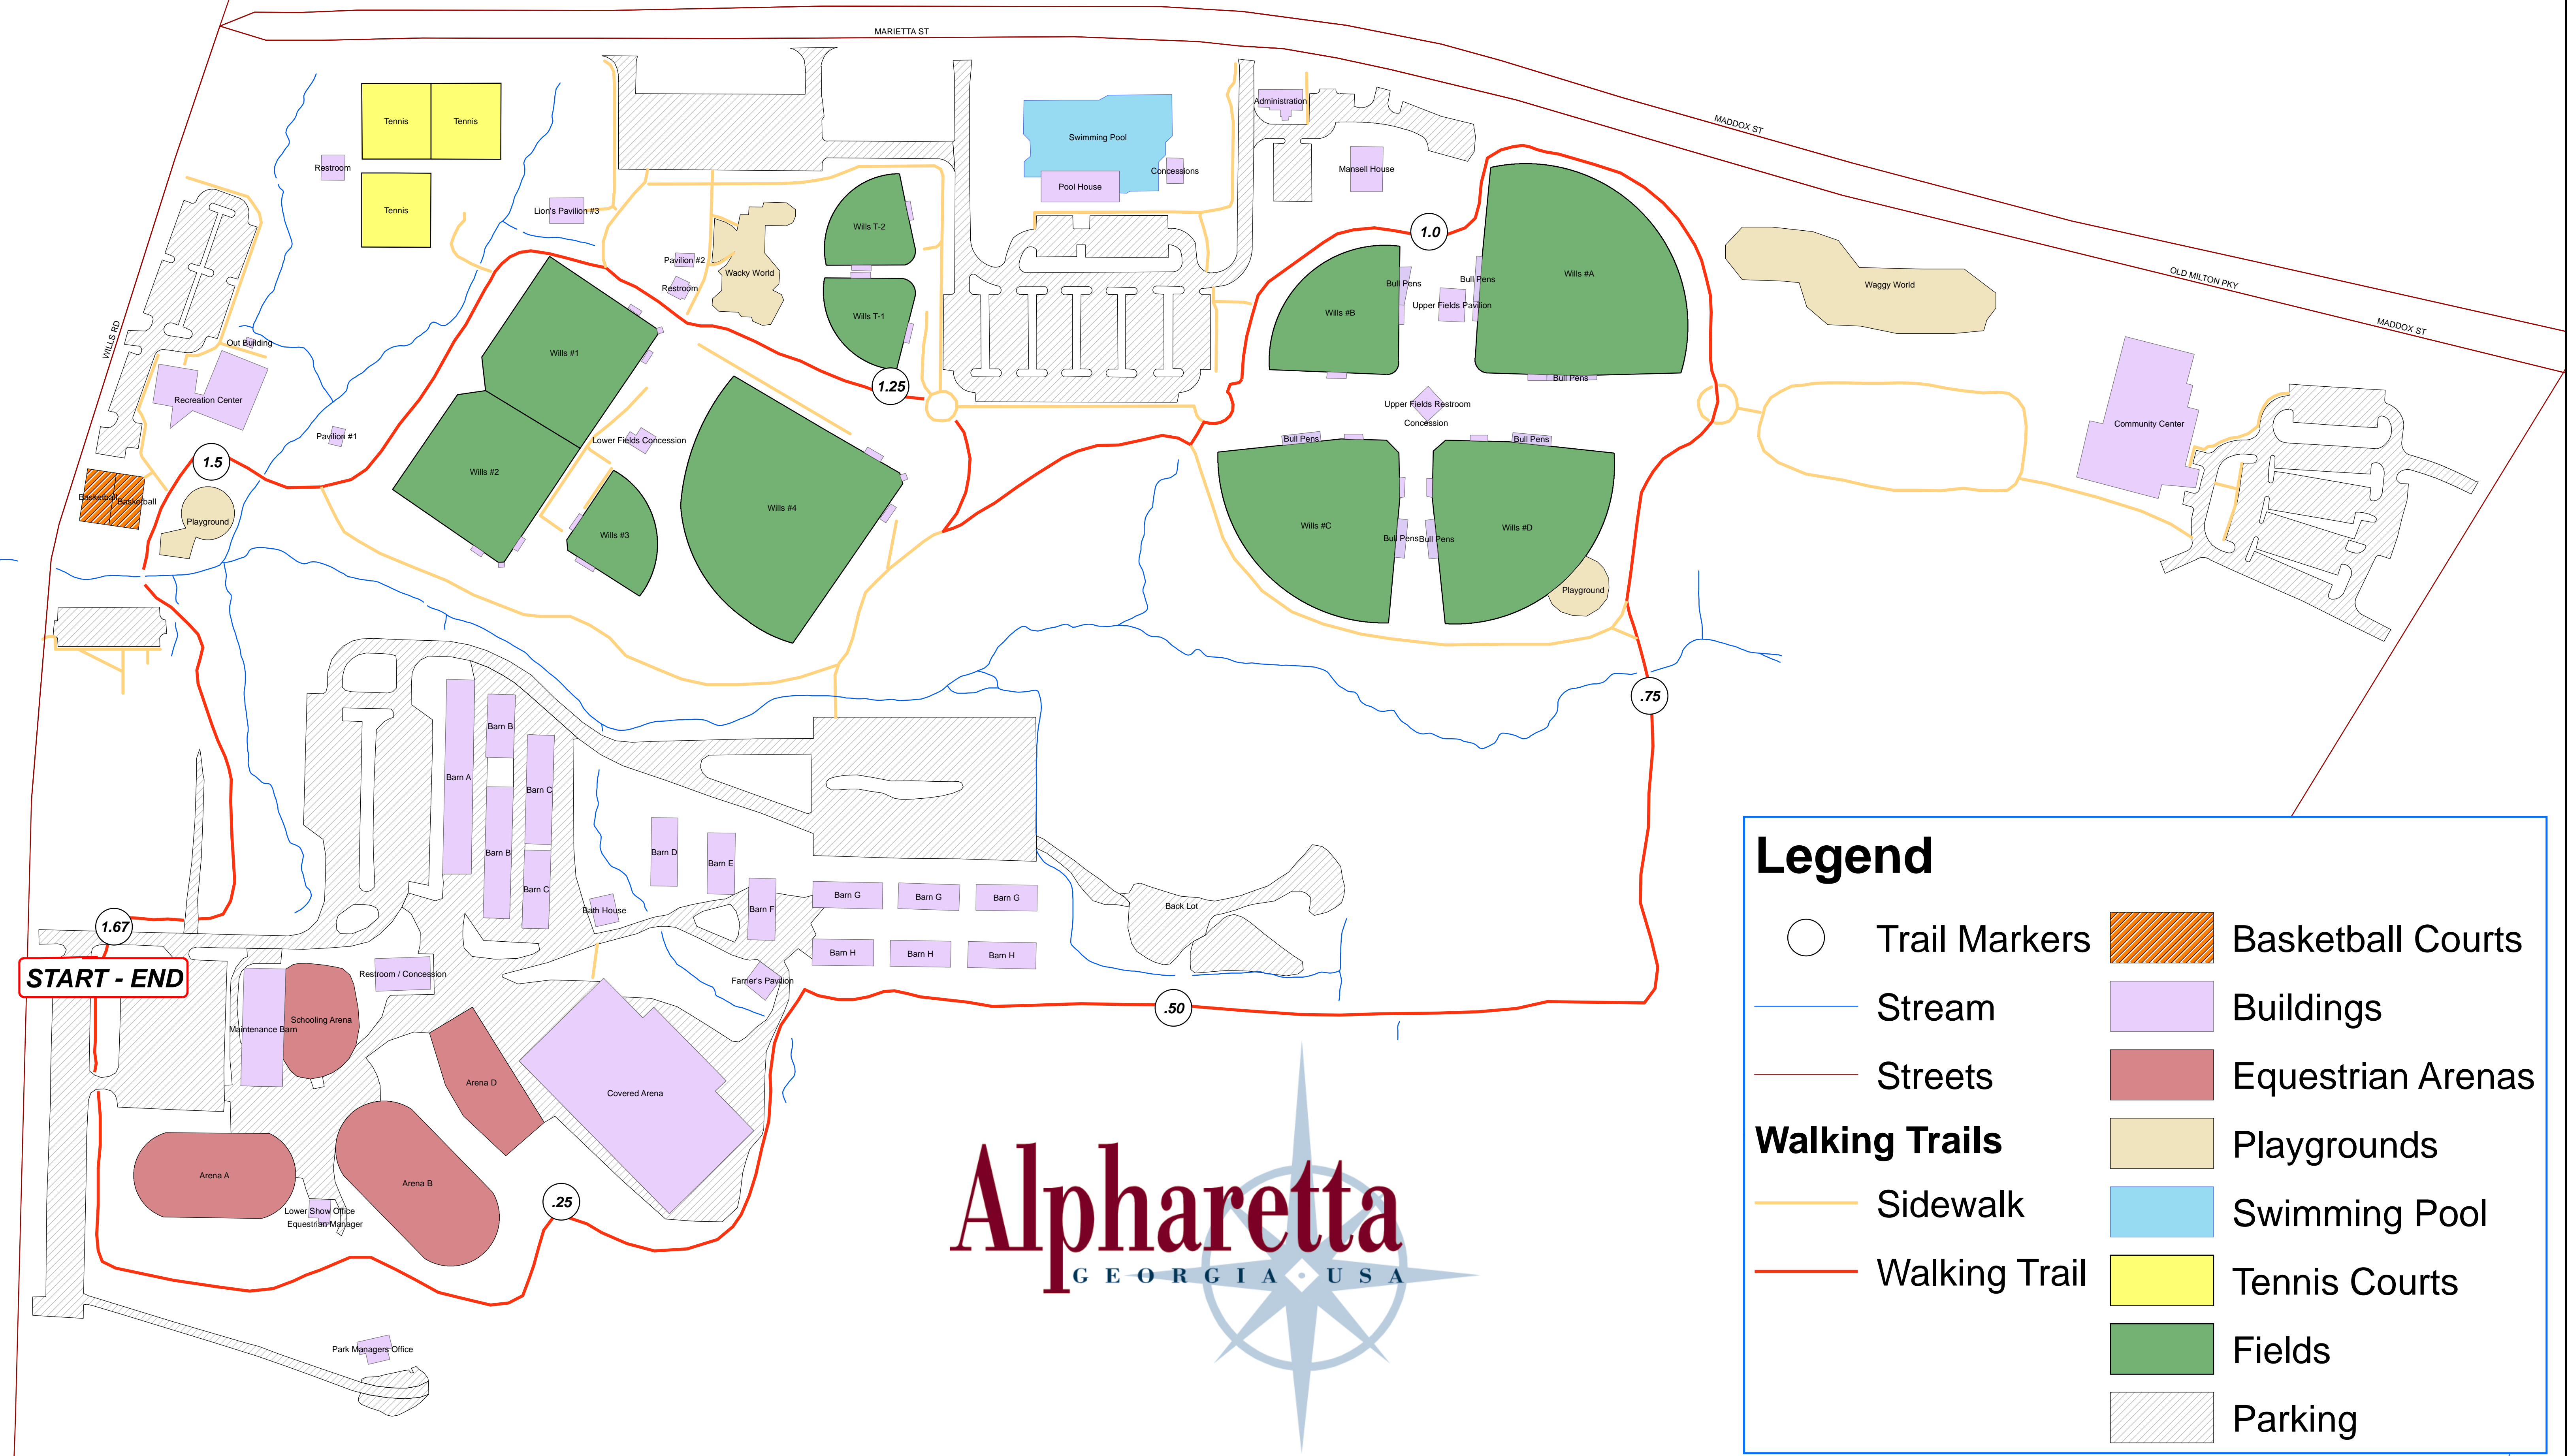 MARIETTA ST
MADDOX ST
OLD MILTON PKY
MADDOX ST
WILLS RD
Tennis
Tennis
Tennis
Restroom
Lion's Pavilion #3
Pavilion #2
Restroom
Wacky World
Wills T-2
Wills T-1
Swimming Pool
Pool House
Concessions
Administration
Mansell House
1.0
Wills #A
Wills #B
Bull Pens
Bull Pens
Upper Fields Pavilion
Bull Pens
Waggy World
Upper Fields Restroom
Concession
Bull Pens
Bull Pens
Wills #C
Wills #D
Bull Pens
Bull Pens
Playground
Community Center
Out Building
Recreation Center
Pavilion #1
1.5
Basketball
Basketball
Playground
Wills #1
Wills #2
Lower Fields Concession
Wills #3
Wills #4
1.25
.75
Barn A
Barn B
Barn B
Barn C
Barn C
Barn D
Barn E
Barn F
Bath House
Barn G
Barn G
Barn G
Barn H
Barn H
Barn H
Back Lot
Farrier's Pavilion
.50
1.67
START - END
Restroom / Concession
Schooling Arena
Maintenance Barn
Arena D
Covered Arena
Arena A
Arena B
Lower Show Office
Equestrian Manager
.25
Park Managers Office
Alpharetta
GEORGIA USA
Legend
Trail Markers
Stream
Streets
Walking Trails
Sidewalk
Walking Trail
Basketball Courts
Buildings
Equestrian Arenas
Playgrounds
Swimming Pool
Tennis Courts
Fields
Parking